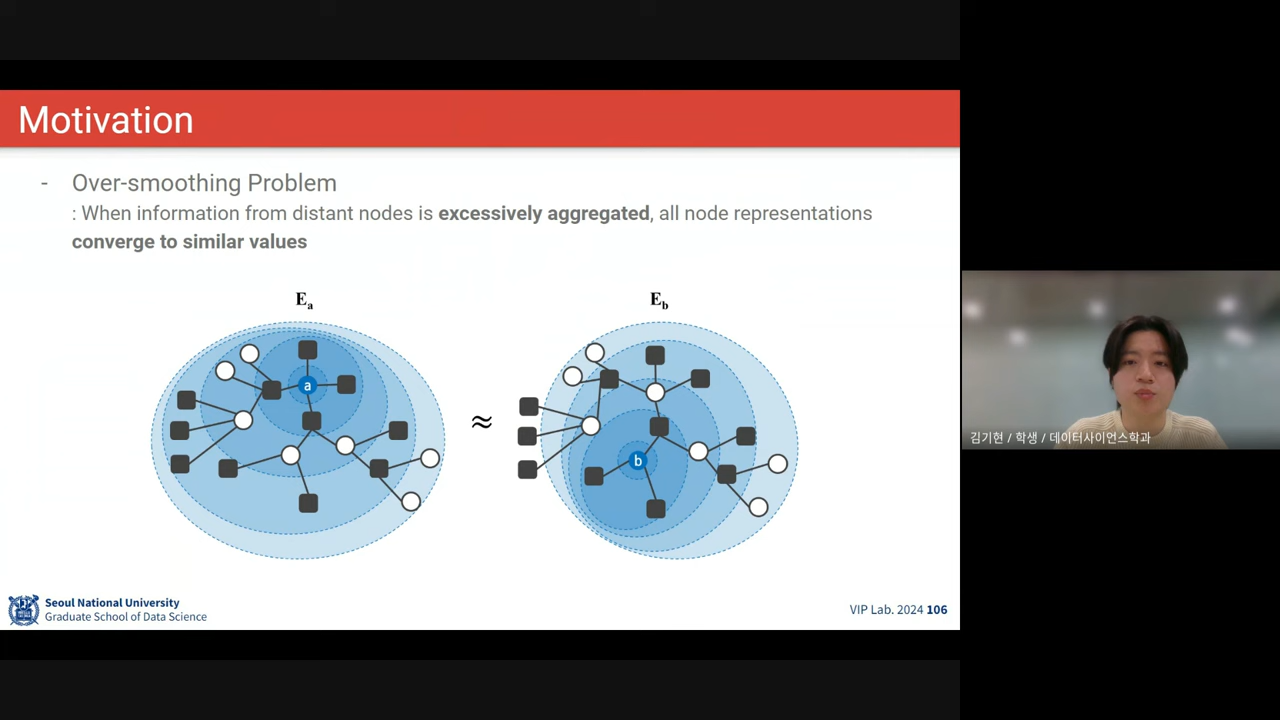 Motivation
- Over-smoothing Problem
: When information from distant nodes is excessively aggregated, all node representations
converge to similar values
Ea
Eb
a
≈
b
김기현 / 학생 / 데이터사이언스학과
Seoul National University
Graduate School of Data Science
VIP Lab. 2024 106